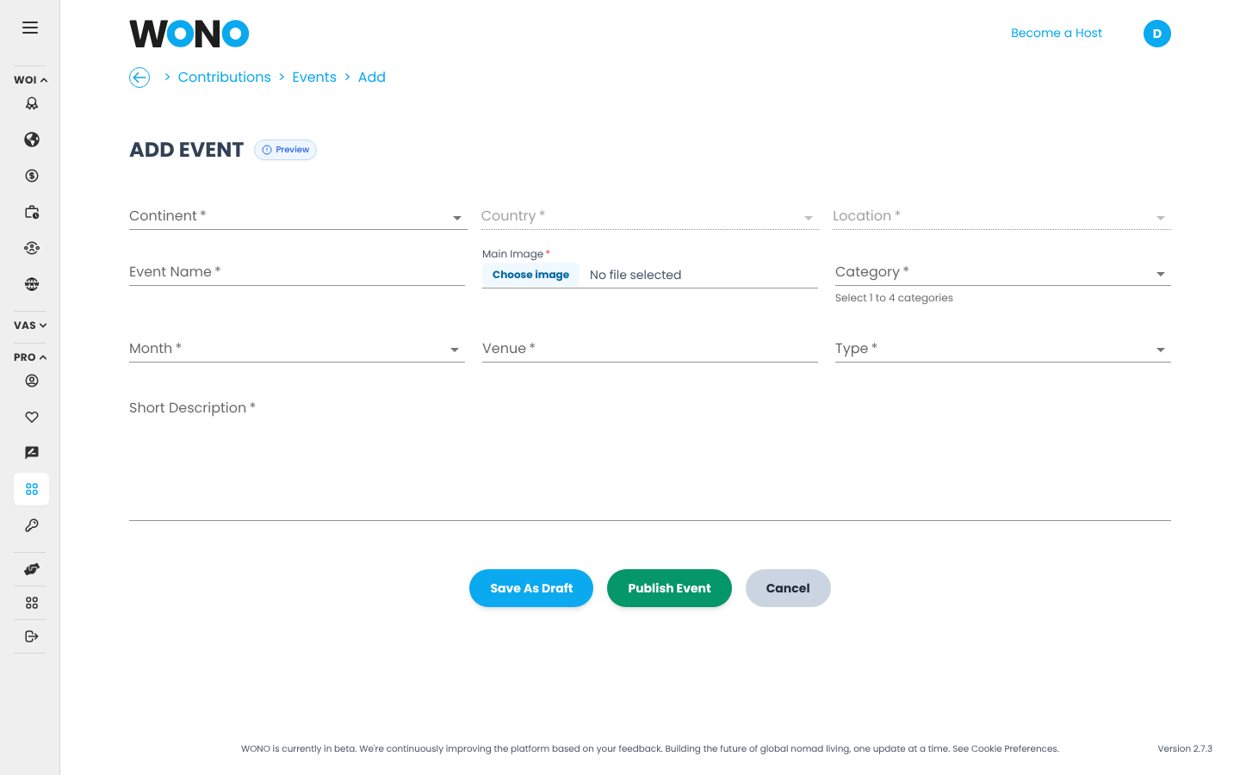 WONO
Become a Host
D
> Contributions > Events > Add
WOI
ADD EVENT
Preview
Continent *
Country *
Location *
Event Name *
Main Image *
Choose image No file selected
Category *
Select 1 to 4 categories
VAS
Month *
Venue *
Type *
PRO
Short Description *
Save As Draft
Publish Event
Cancel
WONO is currently in beta. We're continuously improving the platform based on your feedback. Building the future of global nomad living, one update at a time. See Cookie Preferences.
Version 2.7.3